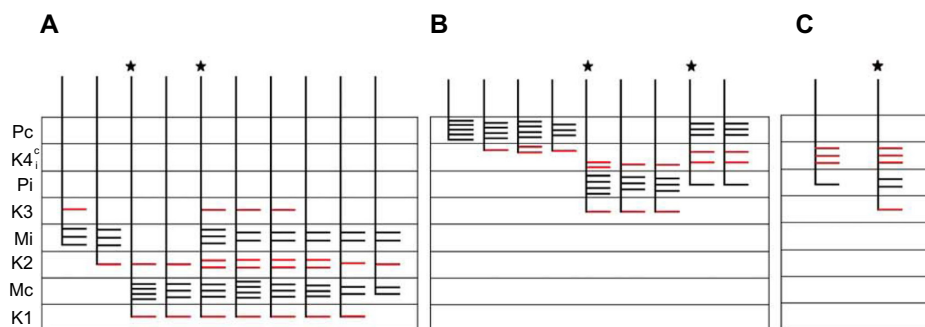 A B C
★ ★ ★ ★ ★
Pc
K4 c i
Pi
K3
Mi
K2
Mc
K1